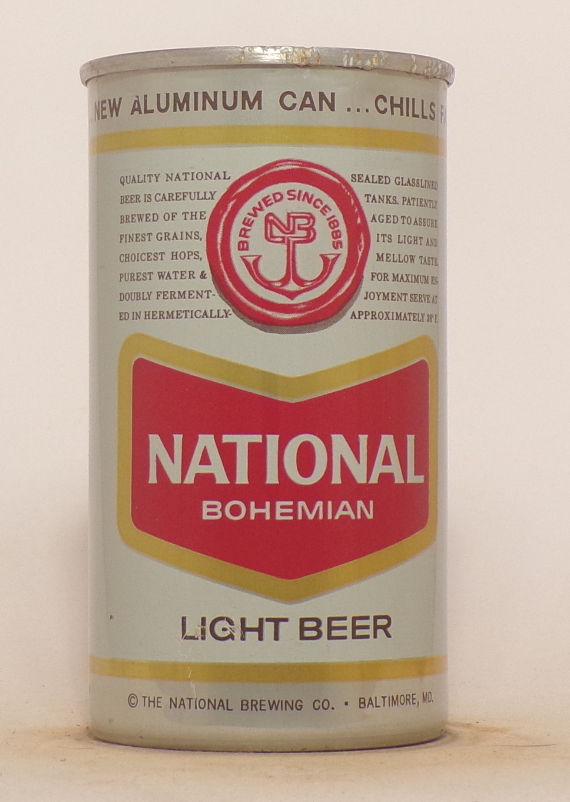 NEW ALUMINUM CAN ... CHILLS
QUALITY NATIONAL
BEER IS CAREFULLY
BREWED OF THE
FINEST GRAINS,
CHOICEST HOPS,
PUREST WATER &
DOUBLY FERMENT-
ED IN HERMETICALLY-
BREWED SINCE 1885
NB
SEALED GLASSLINED
TANKS. PATIENTLY
AGED TO ASSURE
ITS LIGHT AND
MELLOW TASTE.
FOR MAXIMUM EN-
JOYMENT SERVE AT
APPROXIMATELY
NATIONAL
BOHEMIAN
LIGHT BEER
© THE NATIONAL BREWING CO. • BALTIMORE, MD.